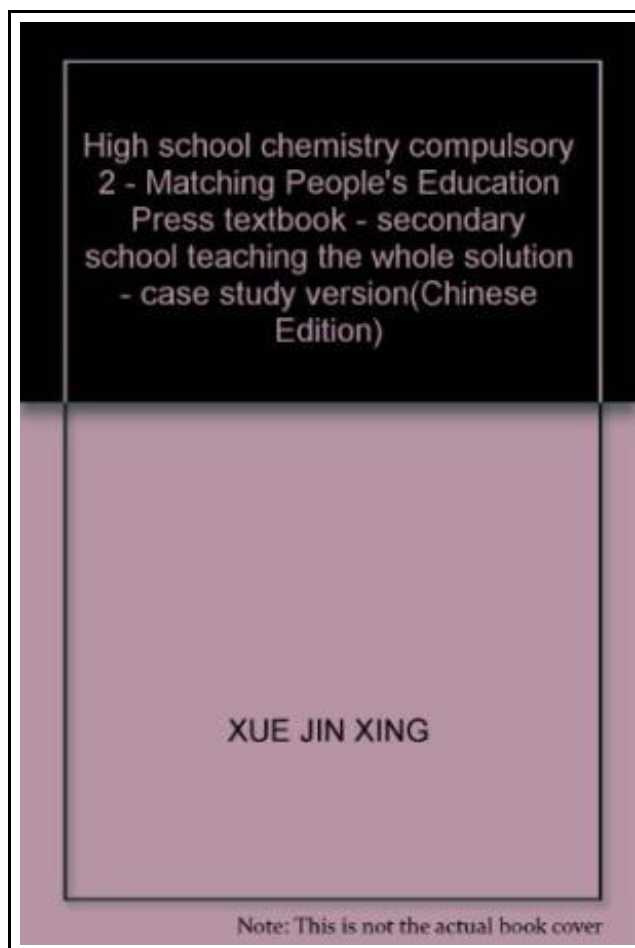 High school chemistry compulsory
2 - Matching People's Education
Press textbook - secondary
school teaching the whole solution
- case study version(Chinese
Edition)
XUE JIN XING
Note: This is not the actual book cover